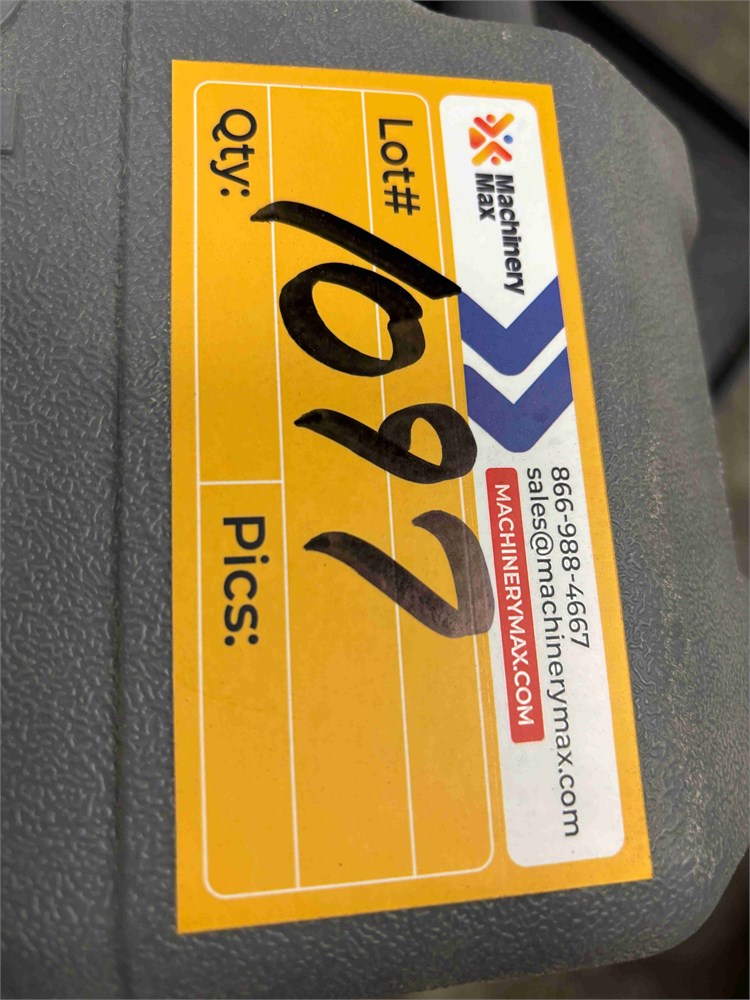 Machinery
Max
866-988-4667
sales@machinerymax.com
MACHINERYMAX.COM
Lot#
1097
Qty:
Pics: